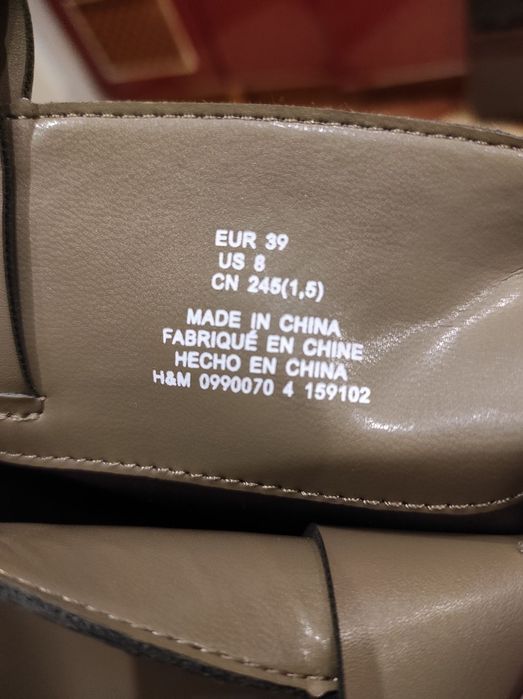 EUR 39
US 8
CN 245(1,5)
MADE IN CHINA
FABRIQUÉ EN CHINE
HECHO EN CHINA
H&M 0990070 4 159102